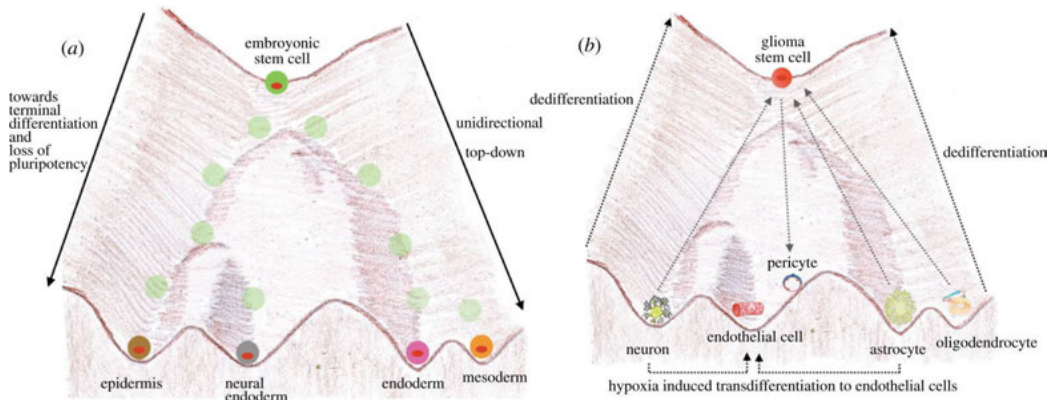 (a)
embroyonic
stem cell
towards
terminal
differentiation
and
loss of
pluripotency
unidirectional
top-down
epidermis
neural
endoderm
endoderm
mesoderm
(b)
glioma
stem cell
dedifferentiation
dedifferentiation
pericyte
neuron
endothelial cell
astrocyte
oligodendrocyte
hypoxia induced transdifferentiation to endothelial cells